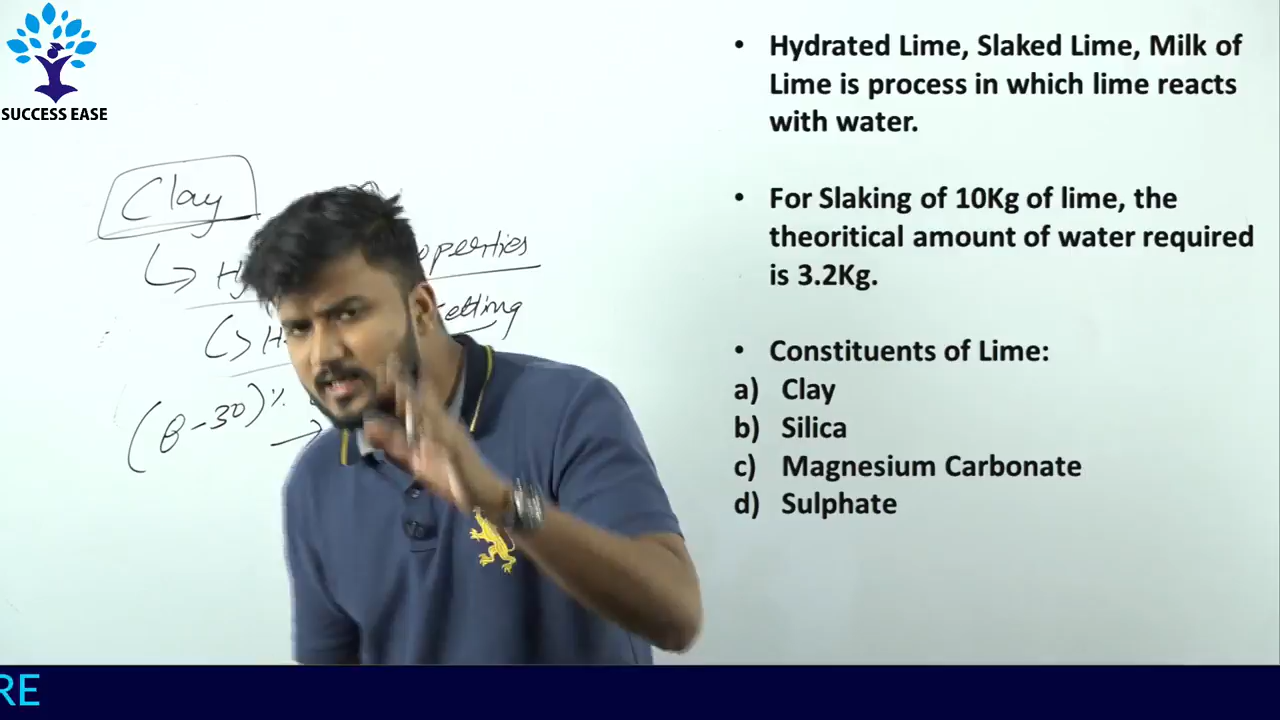 SUCCESS EASE
Clay
setting
(8-30)%
• Hydrated Lime, Slaked Lime, Milk of
Lime is process in which lime reacts
with water.
• For Slaking of 10Kg of lime, the
theoritical amount of water required
is 3.2Kg.
• Constituents of Lime:
a) Clay
b) Silica
c) Magnesium Carbonate
d) Sulphate
RE